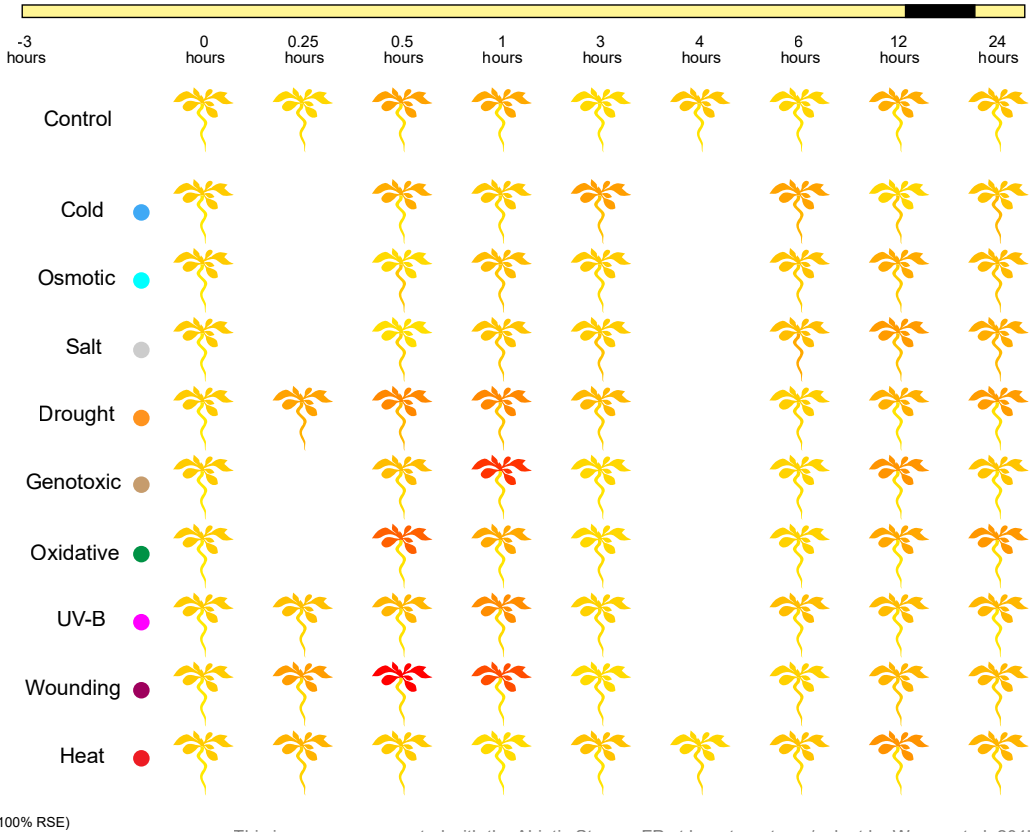 -3 0 0.25 0.5 1 3 4 6 12 24
hours hours hours hours hours hours hours hours hours hours
Control
Cold
Osmotic
Salt
Drought
Genotoxic
Oxidative
UV-B
Wounding
Heat
100% RSE)